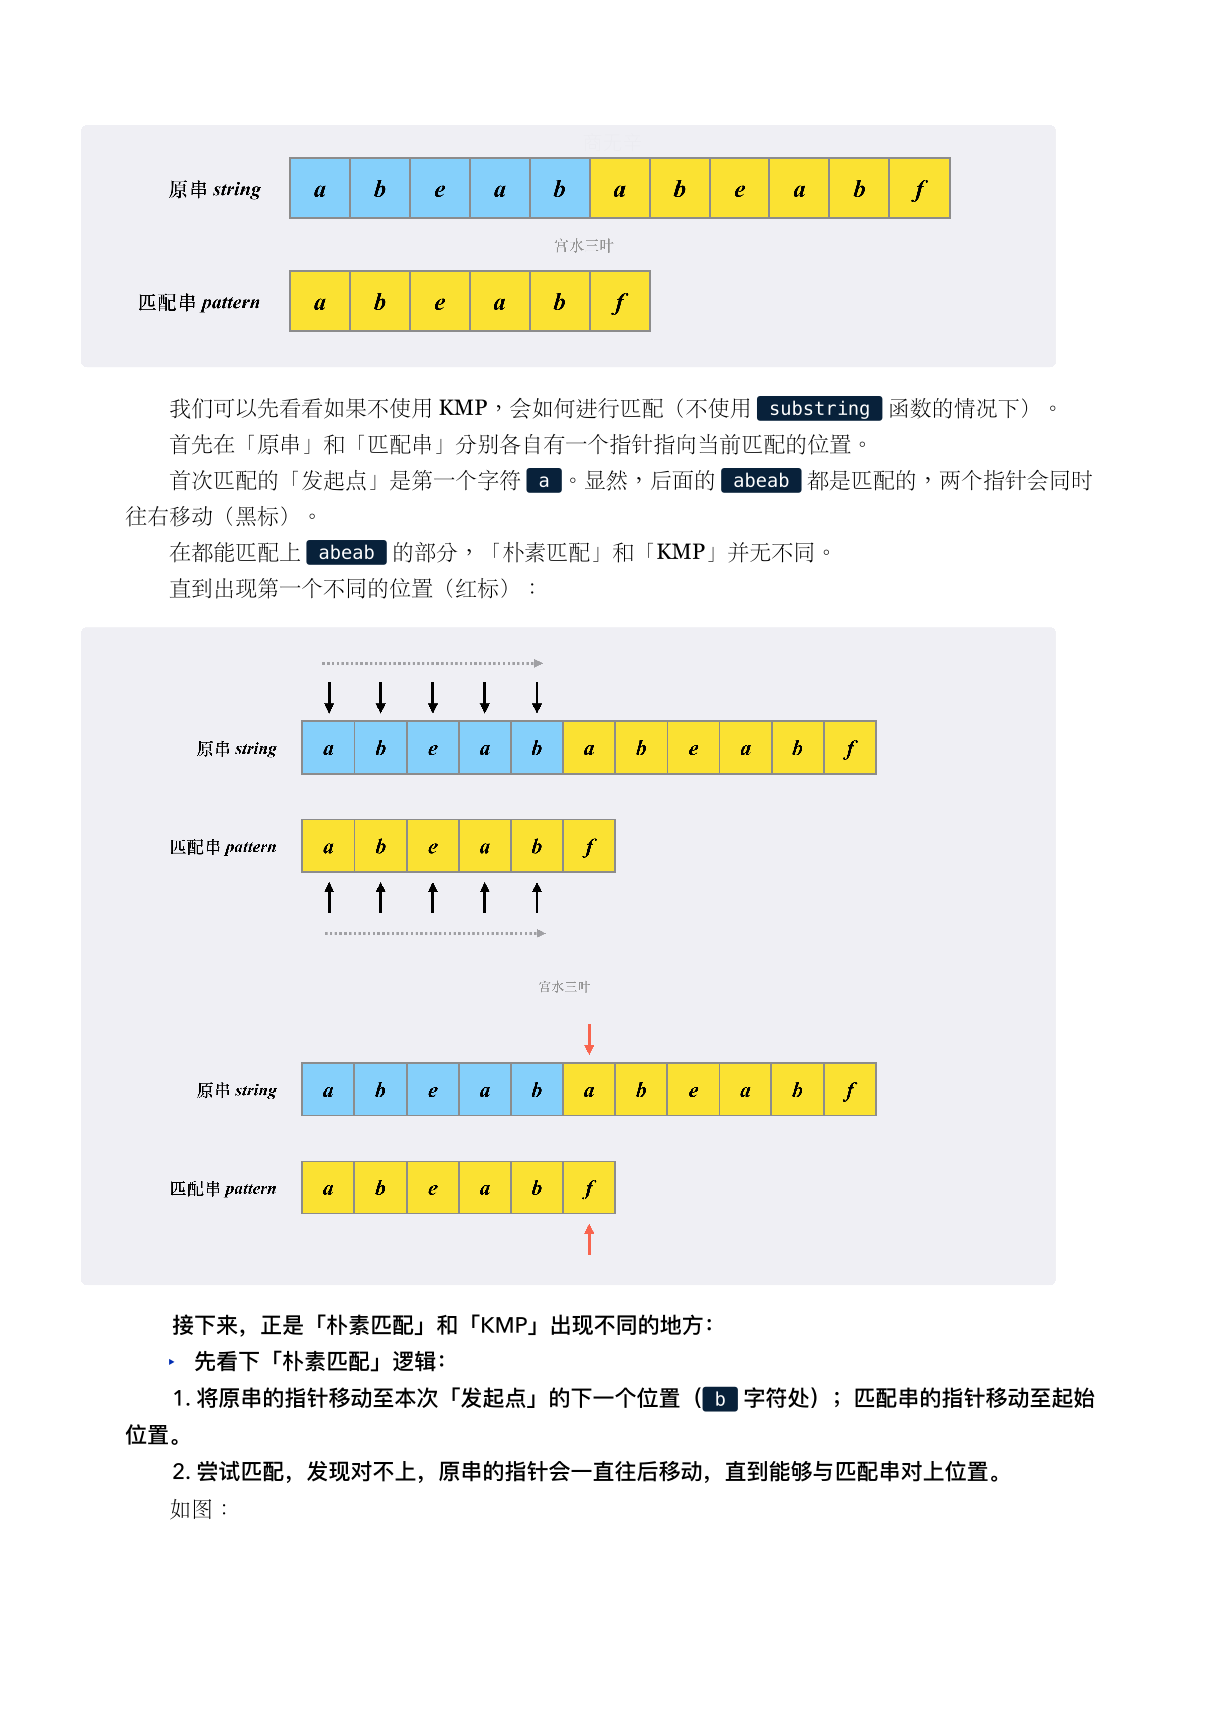 原串 string a b e a b a b e a b f
宫水三叶
匹配串 pattern a b e a b f
我们可以先看看如果不使用 KMP，会如何进行匹配（不使用 substring 函数的情况下）。
首先在「原串」和「匹配串」分别各自有一个指针指向当前匹配的位置。
首次匹配的「发起点」是第一个字符 a 。显然，后面的 abeab 都是匹配的，两个指针会同时
往右移动（黑标）。
在都能匹配上 abeab 的部分，「朴素匹配」和「KMP」并无不同。
直到出现第一个不同的位置（红标）：
原串 string a b e a b a b e a b f
匹配串 pattern a b e a b f
宫水三叶
原串 string a b e a b a b e a b f
匹配串 pattern a b e a b f
接下来，正是「朴素匹配」和「KMP」出现不同的地方：
‣ 先看下「朴素匹配」逻辑：
1. 将原串的指针移动至本次「发起点」的下一个位置（ b 字符处）；匹配串的指针移动至起始
位置。
2. 尝试匹配，发现对不上，原串的指针会一直往后移动，直到能够与匹配串对上位置。
如图：